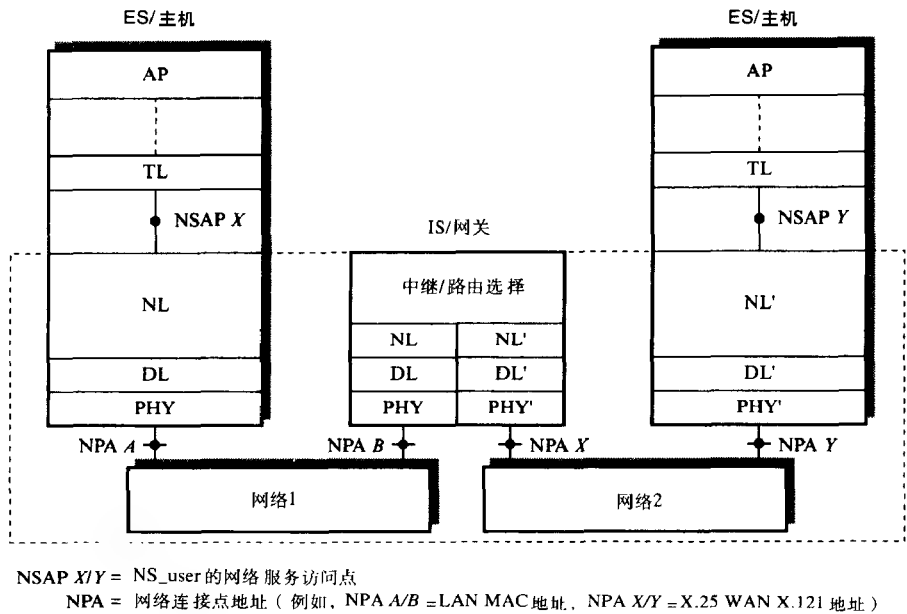 ES/主机
ES/主机
AP
AP
TL
TL
NSAP X
NSAP Y
IS/网关
中继/路由选择
NL
NL
NL'
NL'
DL
DL
DL'
DL'
PHY
PHY
PHY'
PHY'
NPA A
NPA B
NPA X
NPA Y
网络1
网络2
NSAP X/Y = NS_user的网络服务访问点
NPA = 网络连接点地址(例如, NPA A/B =LAN MAC地址, NPA X/Y =X.25 WAN X.121 地址)